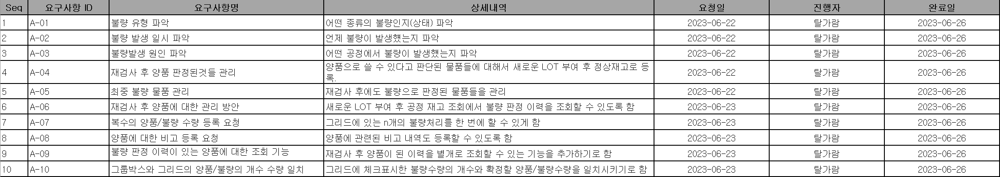 Seq 요구사항 ID 요구사항명 상세내역 요청일 진행자 완료일
1 A-01 불량 유형 파악 어떤 종류의 불량인지(상태) 파악 2023-06-22 탈가람 2023-06-26
2 A-02 불량 발생 일시 파악 언제 불량이 발생했는지 파악 2023-06-22 탈가람 2023-06-26
3 A-03 불량발생 원인 파악 어떤 공정에서 불량이 발생했는지 파악 2023-06-22 탈가람 2023-06-26
4 A-04 재검사 후 양품 판정된것들 관리 양품으로 쓸 수 있다고 판단된 물품들에 대해서 새로운 LOT 부여 후 정상재고로 등
록. 2023-06-22 탈가람 2023-06-26
5 A-05 최중 불량 물품 관리 재검사 후에도 불량으로 판정된 물품들을 관리 2023-06-22 탈가람 2023-06-26
6 A-06 재검사 후 양품에 대한 관리 방안 새로운 LOT 부여 후 공정 재고 조회에서 불량 판정 이력을 조회할 수 있도록 함 2023-06-23 탈가람 2023-06-26
7 A-07 복수의 양품/불량 수량 등록 요청 그리드에 있는 n개의 불량처리를 한 번에 할 수 있게 함 2023-06-23 탈가람 2023-06-26
8 A-08 양품에 대한 비고 등록 요청 양품에 관련된 비고 내역도 등록할 수 있도록 함 2023-06-23 탈가람 2023-06-26
9 A-09 불량 판정 이력이 있는 양품에 대한 조회 기능 재검사 후 양품이 된 이력을 별개로 조회할 수 있는 기능을 추가하기로 함 2023-06-23 탈가람 2023-06-26
10 A-10 그룹박스와 그리드의 양품/불량의 개수 수량 일치 그리드에 체크표시한 불량수량의 개수와 확정할 양품/불량수량을 일치시키기로 함 2023-06-23 탈가람 2023-06-26